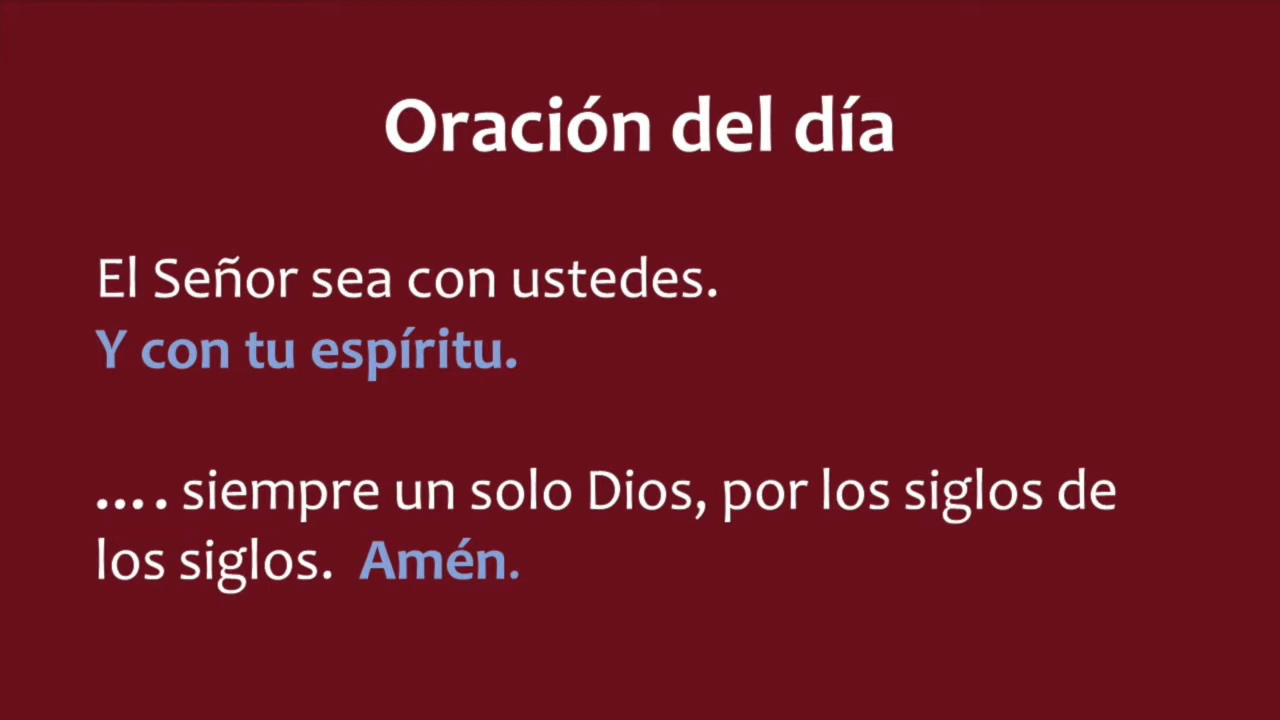 Oración del día
El Señor sea con ustedes.
Y con tu espíritu.
.... siempre un solo Dios, por los siglos de
los siglos. Amén.